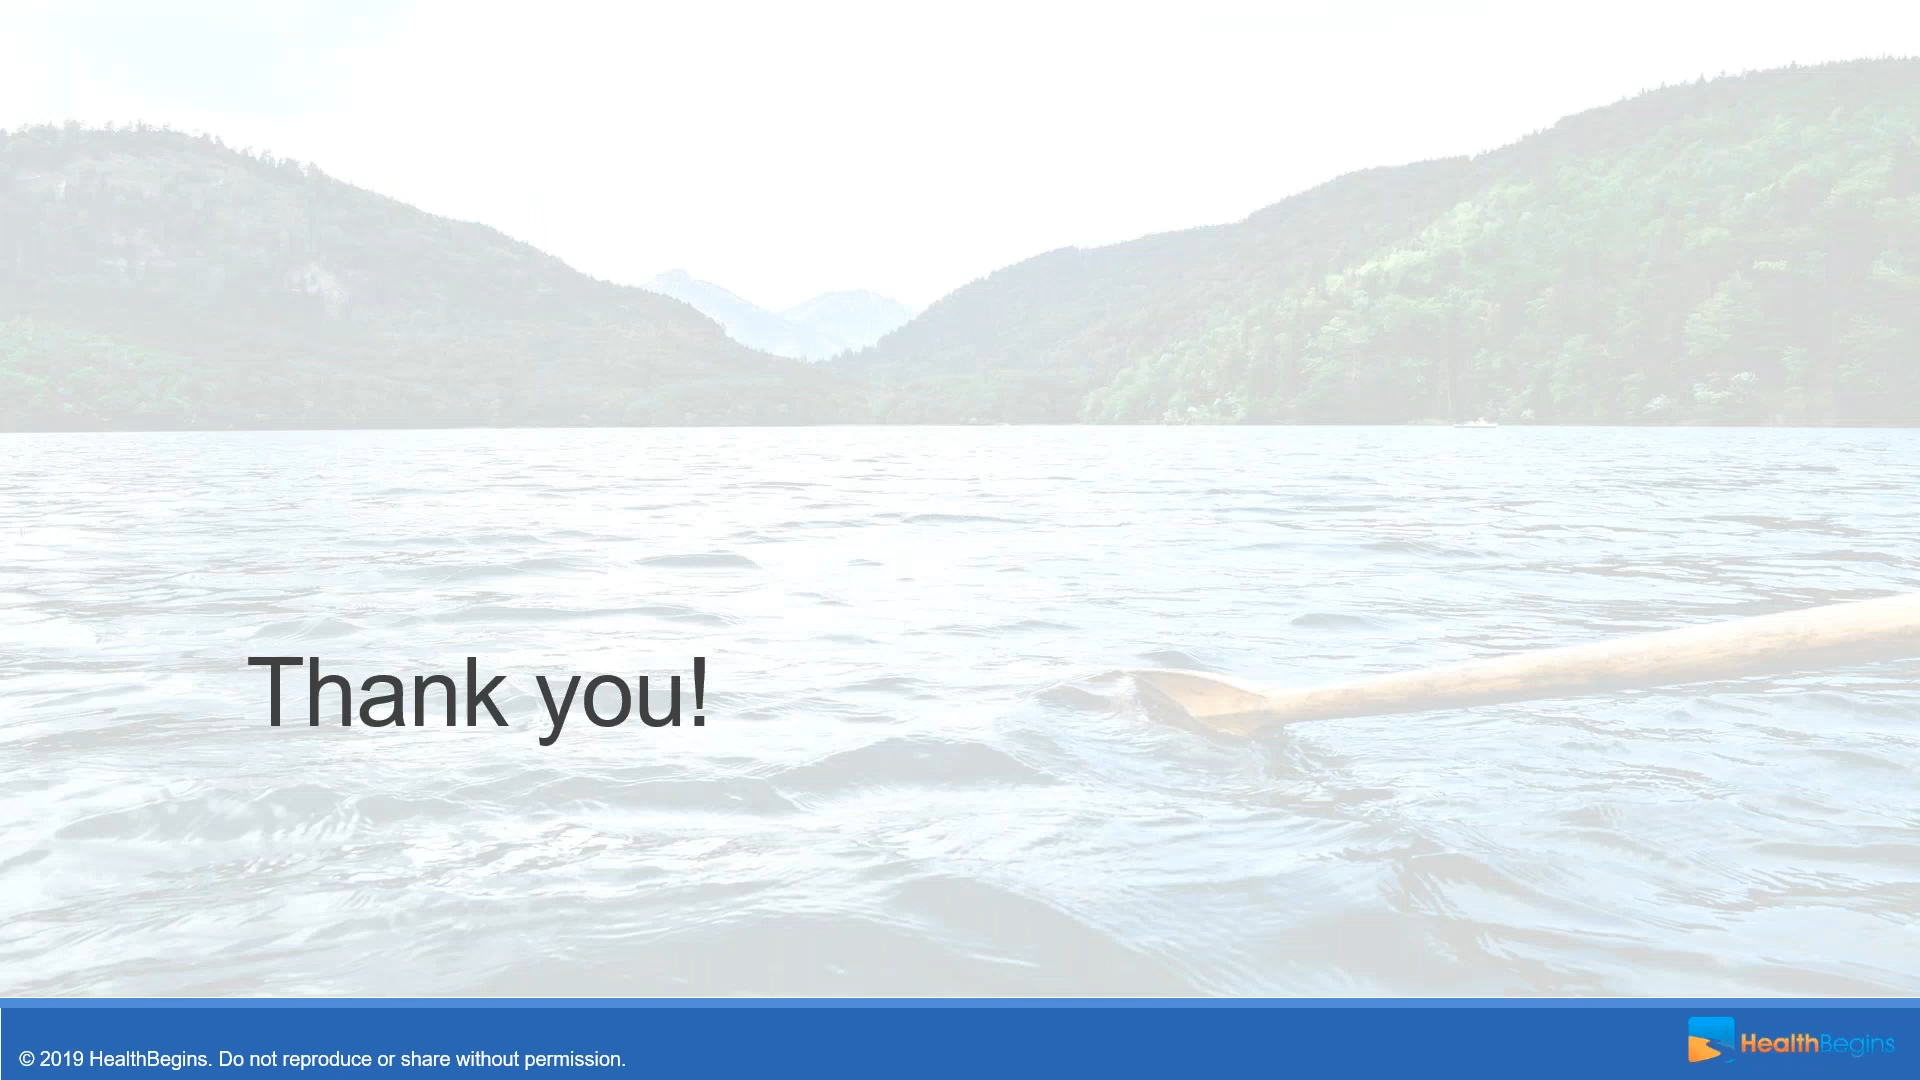 Thank you!
© 2019 HealthBegins. Do not reproduce or share without permission.
HealthBegins